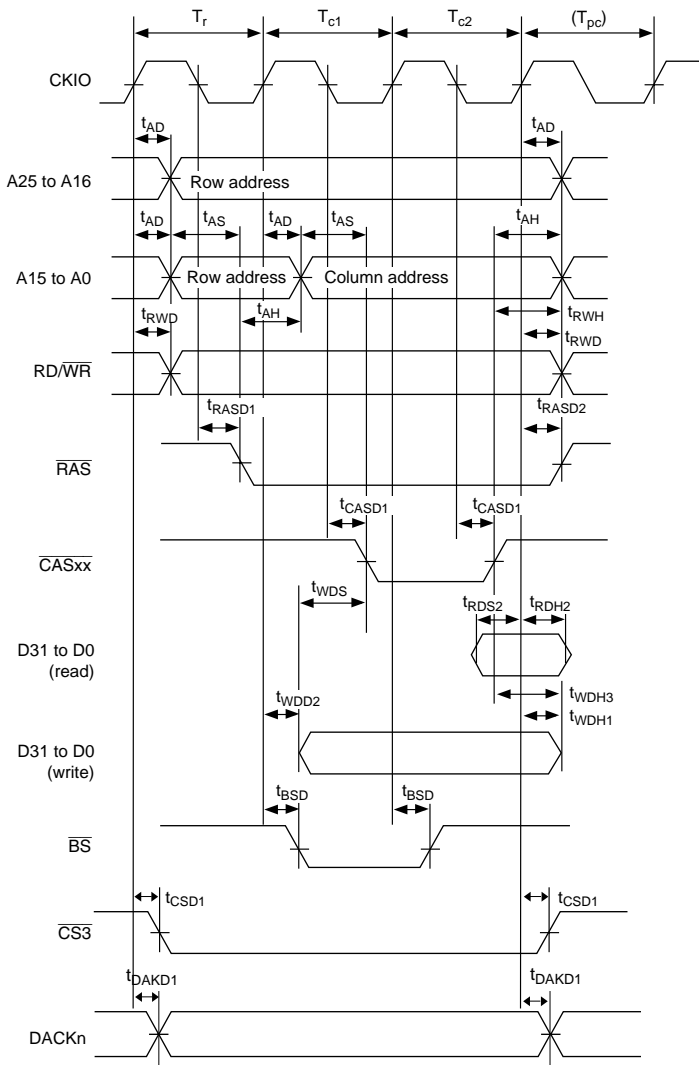 Tr Tc1 Tc2 (Tpc)
CKIO
tAD tAD
A25 to A16 Row address
tAD tAS tAD tAS tAH
A15 to A0 Row address Column address
tAH tRWH
tRWD tRWD
RD/WR
tRASD1 tRASD2
RAS
tCASD1 tCASD1
CASxx
tWDS tRDS2 tRDH2
D31 to D0
(read)
tWDH3
tWDD2 tWDH1
D31 to D0
(write)
tBSD tBSD
BS
tCSD1 tCSD1
CS3
tDAKD1 tDAKD1
DACKn